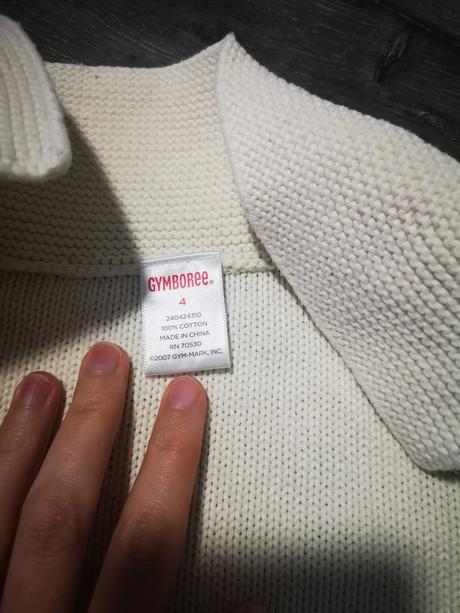 GYMBOREE®
4
240424310
100% COTTON
MADE IN CHINA
RN 70530
©2007 GYM-MARK, INC.